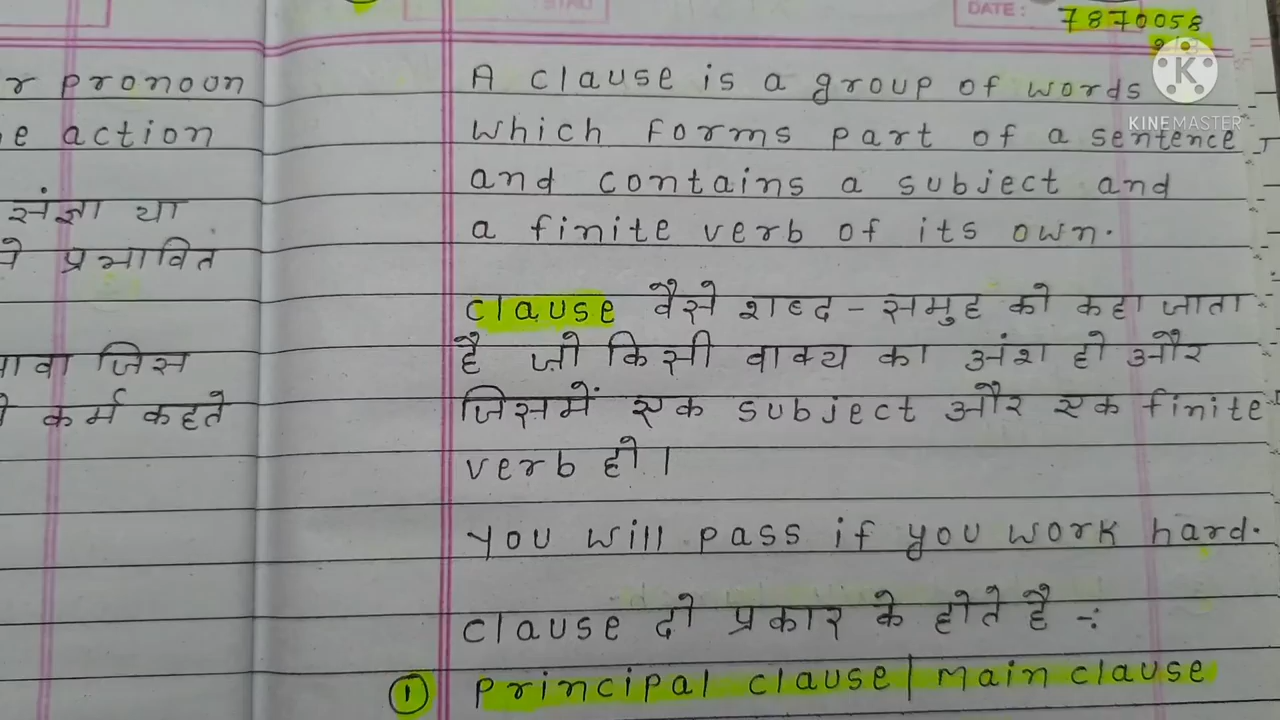 DATE: 7870058
KINEMASTER
r pronoun
e action
संज्ञा या
ने प्रभावित
जिस
कर्म कहते
A clause is a group of words
which forms part of a sentence
and contains a subject and
a finite verb of its own.
clause वैसे शब्द - समुह को कहा जाता
है जो किसी वाक्य का अंश हो और
जिसमें एक subject और एक finite
verb हो।
You will pass if you work hard.
clause दो प्रकार के होते है -:
① Principal clause | Main clause